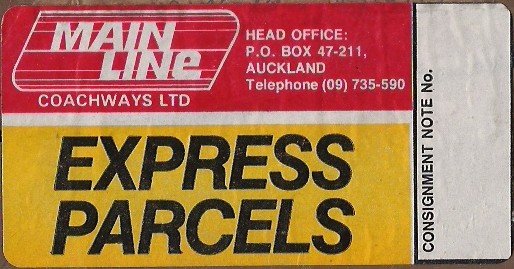 MAIN
LINE
COACHWAYS LTD
HEAD OFFICE:
P.O. BOX 47-211,
AUCKLAND
Telephone (09) 735-590
EXPRESS
PARCELS
CONSIGNMENT NOTE No.